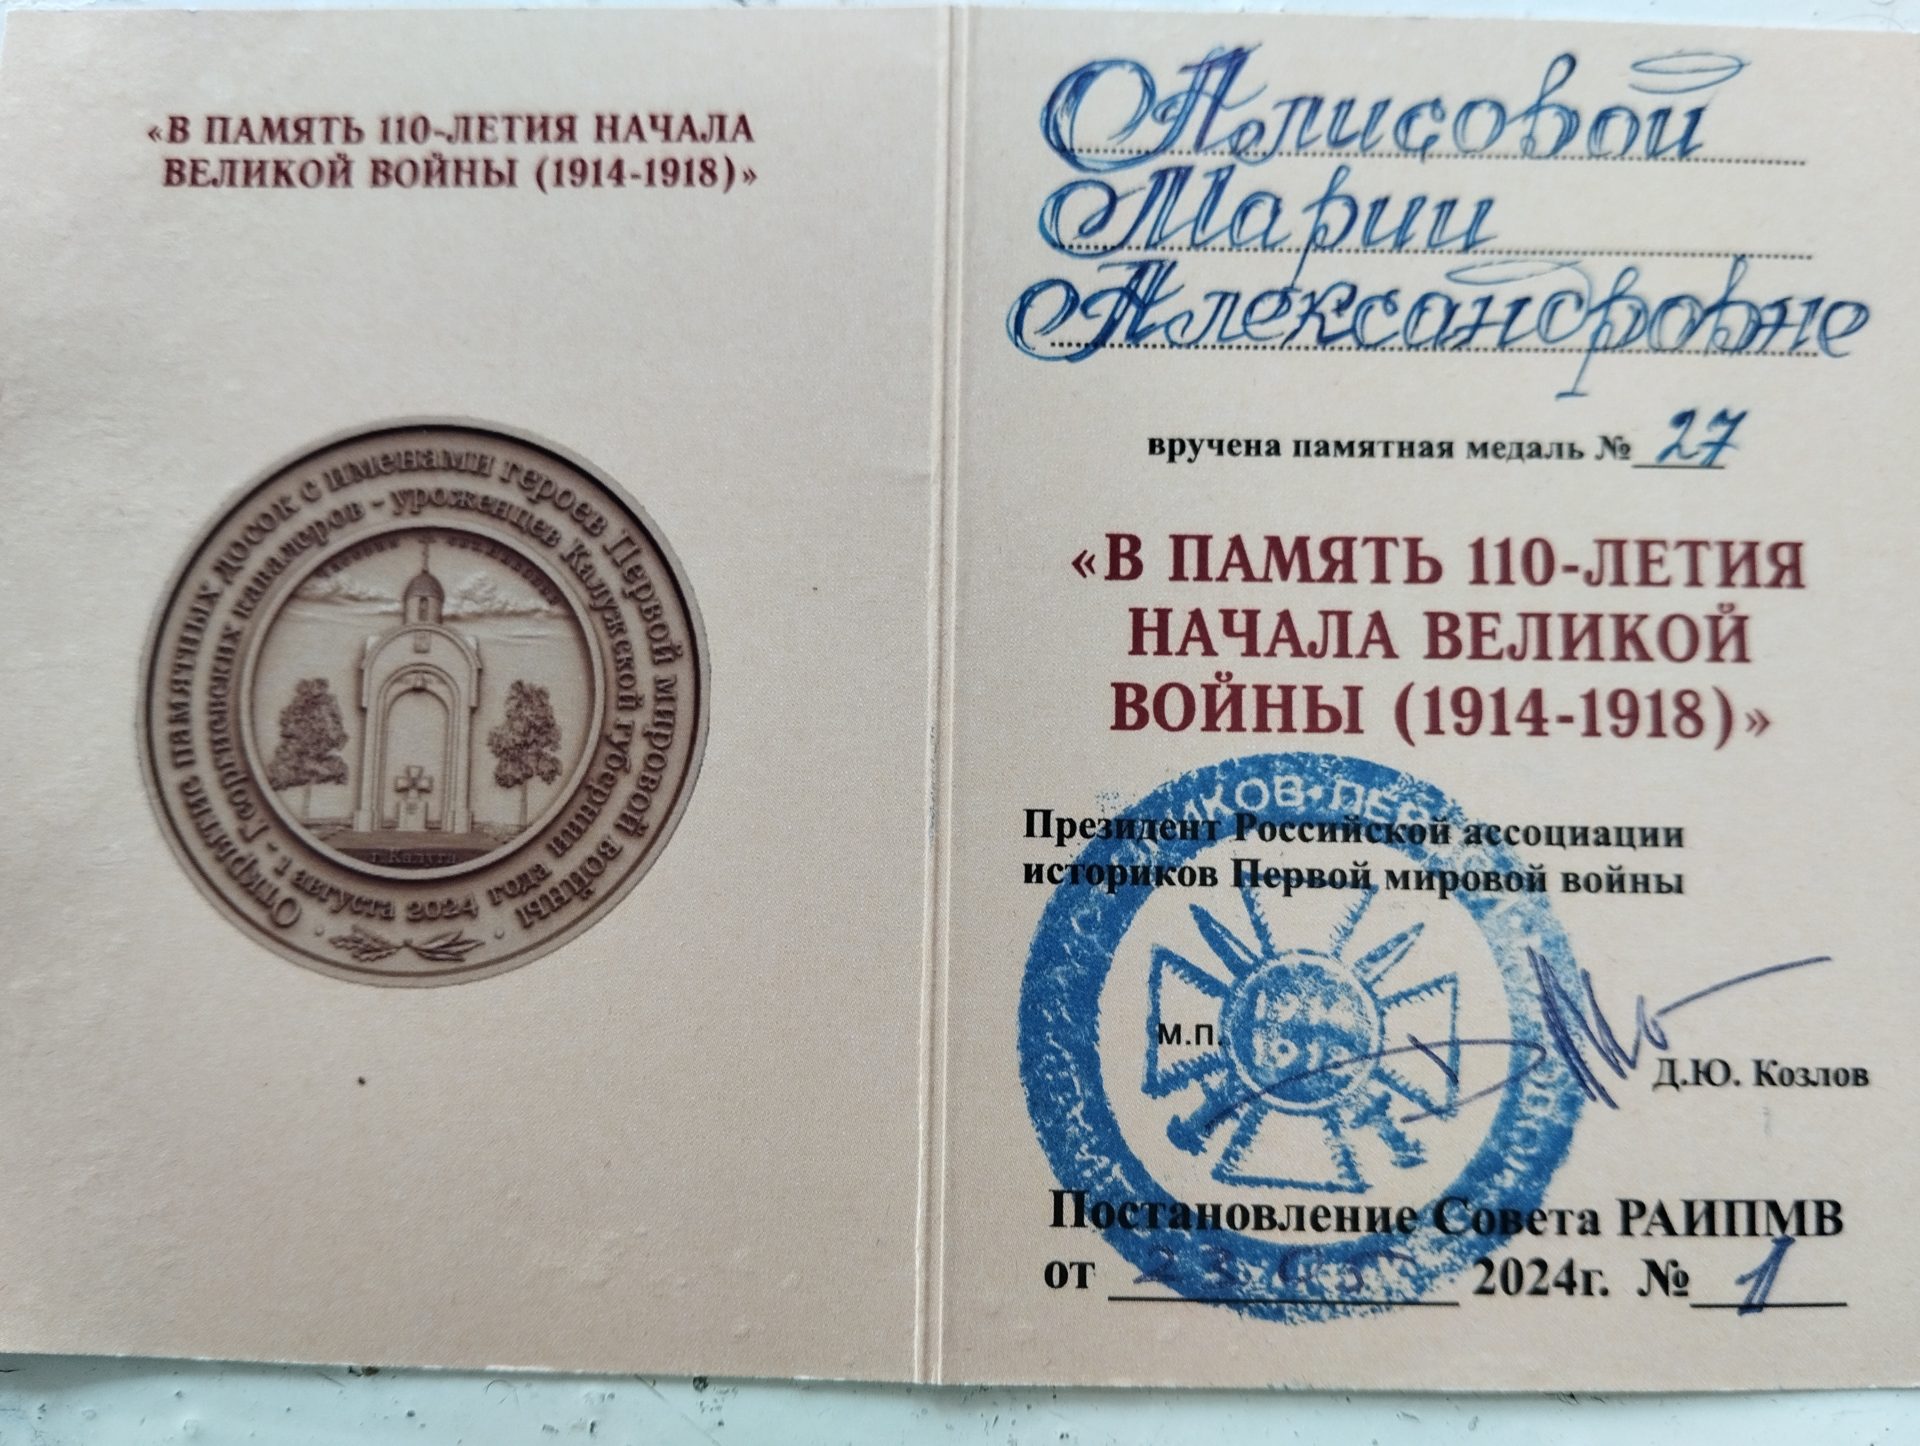 «В ПАМЯТЬ 110-ЛЕТИЯ НАЧАЛА
ВЕЛИКОЙ ВОЙНЫ (1914-1918)»
Открытие памятных досок с именами героев Первой мировой войны
- Георгиевских кавалеров - уроженцев Калужской губернии
- 1 августа 2024 года
г. Калуга
Алисовой
Марии
Александровне
вручена памятная медаль № 27
«В ПАМЯТЬ 110-ЛЕТИЯ
НАЧАЛА ВЕЛИКОЙ
ВОЙНЫ (1914-1918)»
Президент Российской ассоциации
историков Первой мировой войны
м.п.
Д.Ю. Козлов
Постановление Совета РАИПМВ
от 2024г. № 1